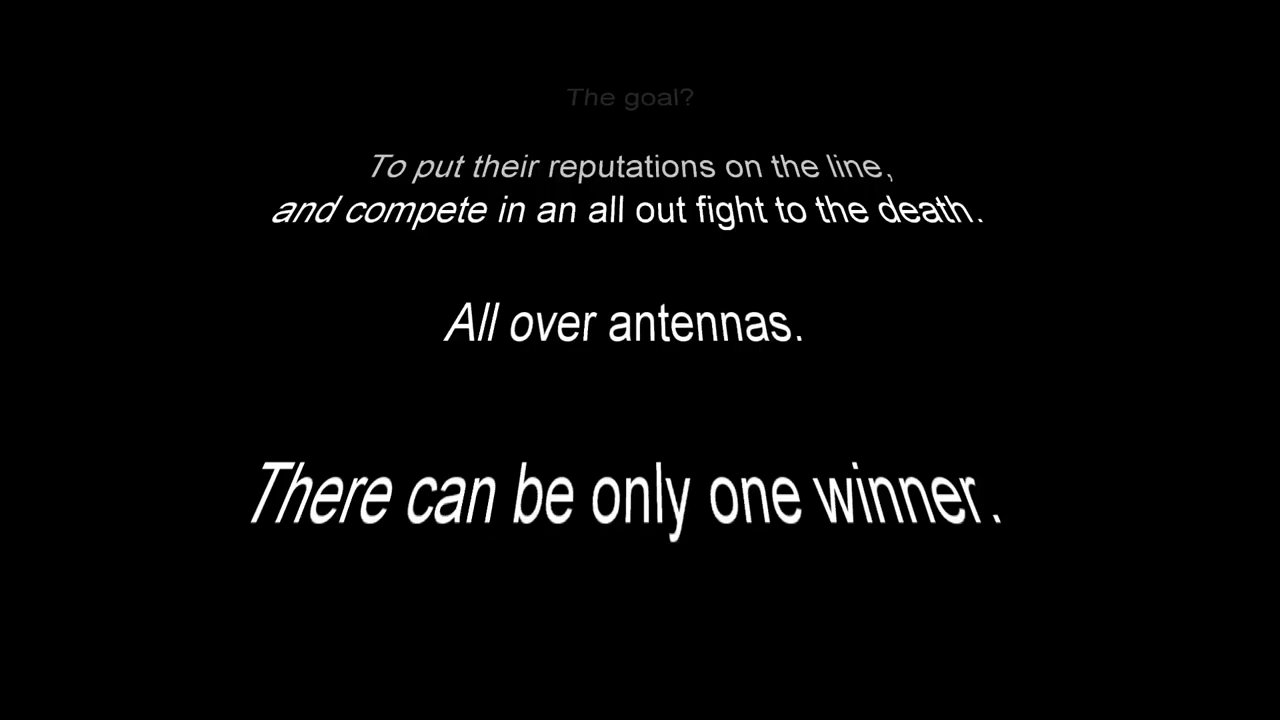 The goal?
To put their reputations on the line,
and compete in an all out fight to the death.
All over antennas.
There can be only one winner.